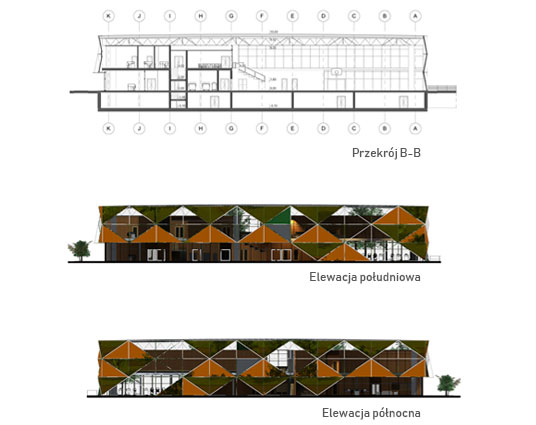 K J I H G F E D C B A
K J I H G F E D C B A
Przekrój B-B
Elewacja południowa
Elewacja północna